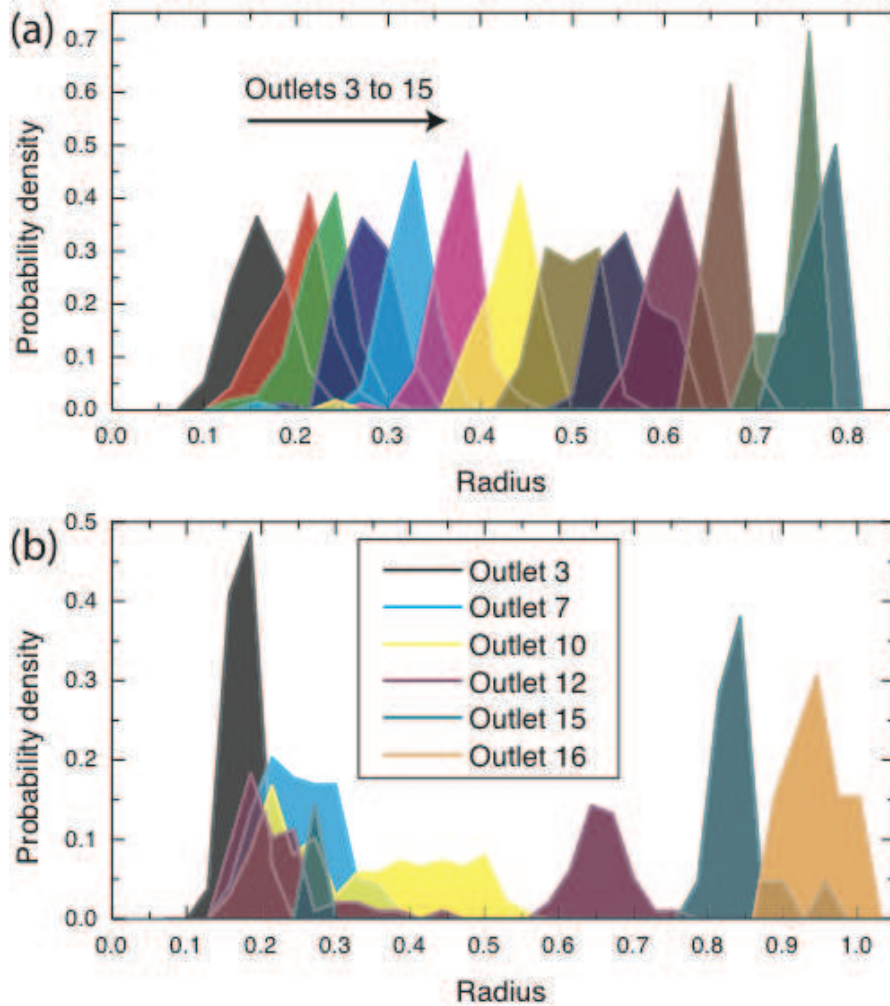 (a)
0.7
0.6
0.5
0.4
0.3
0.2
0.1
0.0
Probability density
Outlets 3 to 15
0.0 0.1 0.2 0.3 0.4 0.5 0.6 0.7 0.8
Radius
(b)
0.5
0.4
0.3
0.2
0.1
0.0
Probability density
Outlet 3
Outlet 7
Outlet 10
Outlet 12
Outlet 15
Outlet 16
0.0 0.1 0.2 0.3 0.4 0.5 0.6 0.7 0.8 0.9 1.0
Radius